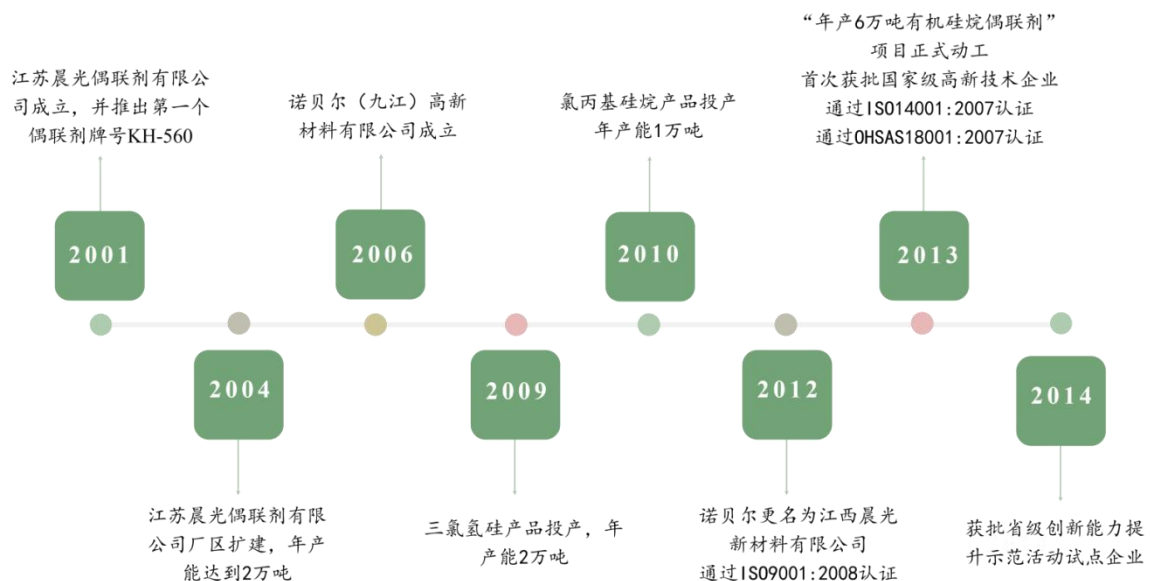 江苏晨光偶联剂有限公
司成立，并推出第一个
偶联剂牌号KH-560
诺贝尔（九江）高新
材料有限公司成立
氯丙基硅烷产品投产
年产能1万吨
“年产6万吨有机硅烷偶联剂”
项目正式动工
首次获批国家级高新技术企业
通过ISO14001:2007认证
通过OHSAS18001:2007认证
2001
2006
2010
2013
2004
2009
2012
2014
江苏晨光偶联剂有限
公司厂区扩建，年产
能达到2万吨
三氯氢硅产品投产，年
产能2万吨
诺贝尔更名为江西晨光
新材料有限公司
通过ISO9001:2008认证
获批省级创新能力提
升示范活动试点企业